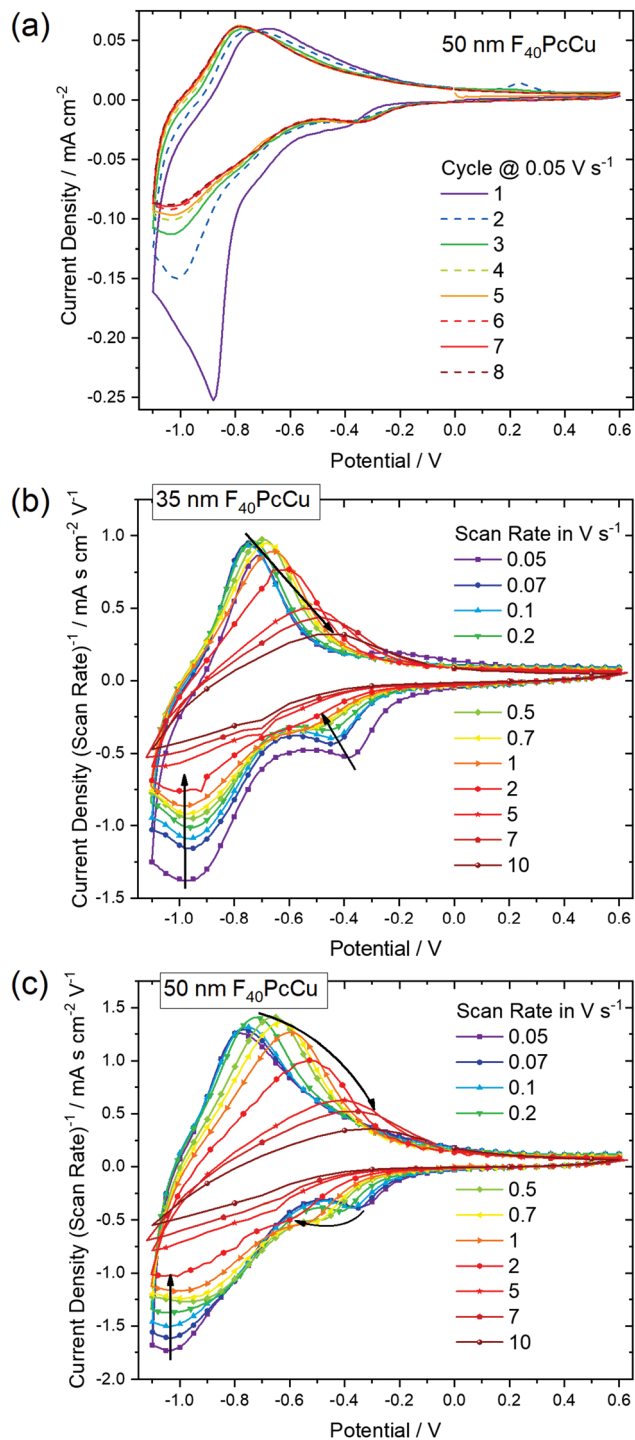 (a)
50 nm F₄₀PcCu
Cycle @ 0.05 V s⁻¹
1
2
3
4
5
6
7
8
0.05
0.00
-0.05
-0.10
-0.15
-0.20
-0.25
Current Density / mA cm⁻²
-1.0 -0.8 -0.6 -0.4 -0.2 0.0 0.2 0.4 0.6
Potential / V
(b)
35 nm F₄₀PcCu
Scan Rate in V s⁻¹
0.05
0.07
0.1
0.2
0.5
0.7
1
2
5
7
10
1.0
0.5
0.0
-0.5
-1.0
-1.5
Current Density (Scan Rate)⁻¹ / mA s cm⁻² V⁻¹
-1.0 -0.8 -0.6 -0.4 -0.2 0.0 0.2 0.4 0.6
Potential / V
(c)
50 nm F₄₀PcCu
Scan Rate in V s⁻¹
0.05
0.07
0.1
0.2
0.5
0.7
1
2
5
7
10
1.5
1.0
0.5
0.0
-0.5
-1.0
-1.5
-2.0
Current Density (Scan Rate)⁻¹ / mA s cm⁻² V⁻¹
-1.0 -0.8 -0.6 -0.4 -0.2 0.0 0.2 0.4 0.6
Potential / V